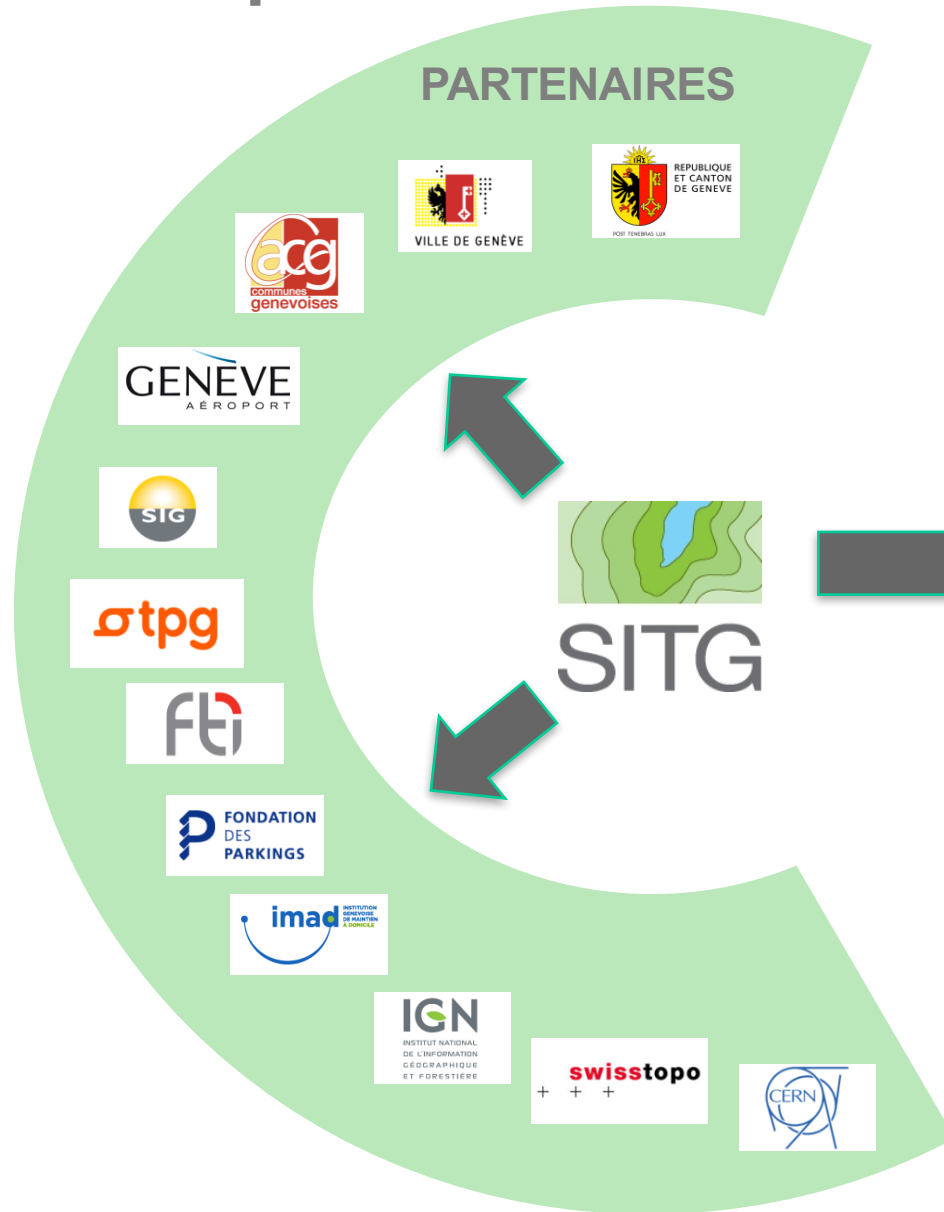 PARTENAIRES
REPUBLIQUE
ET CANTON
DE GENEVE
POST TENEBRAS LUX
VILLE DE GENÈVE
acg
communes
genevoises
GENÈVE
AÉROPORT
SIG
tpg
fti
SITG
P FONDATION
DES
PARKINGS
imad
INSTITUTION
GENEVOISE
DE MAINTIEN
À DOMICILE
IGN
INSTITUT NATIONAL
DE L'INFORMATION
GÉOGRAPHIQUE
ET FORESTIÈRE
swisstopo
CERN